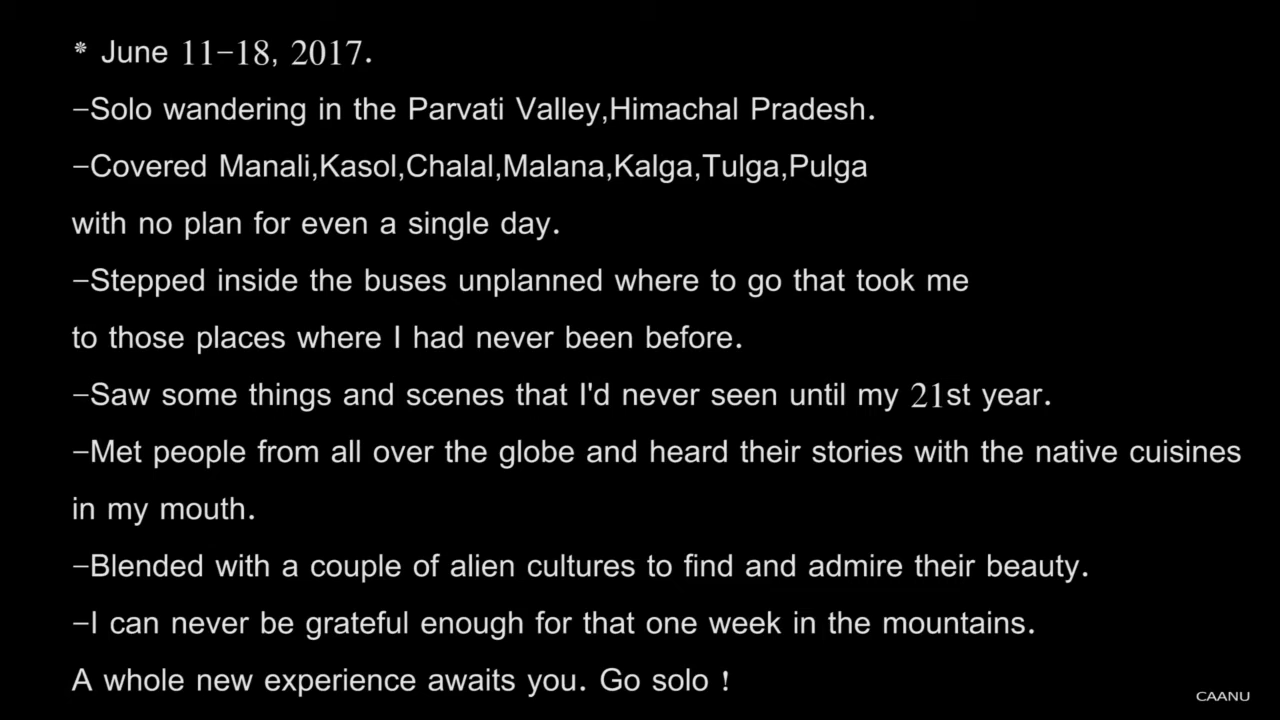 * June 11-18, 2017.
-Solo wandering in the Parvati Valley,Himachal Pradesh.
-Covered Manali,Kasol,Chalal,Malana,Kalga,Tulga,Pulga
with no plan for even a single day.
-Stepped inside the buses unplanned where to go that took me
to those places where I had never been before.
-Saw some things and scenes that I'd never seen until my 21st year.
-Met people from all over the globe and heard their stories with the native cuisines
in my mouth.
-Blended with a couple of alien cultures to find and admire their beauty.
-I can never be grateful enough for that one week in the mountains.
A whole new experience awaits you. Go solo !
CAANU